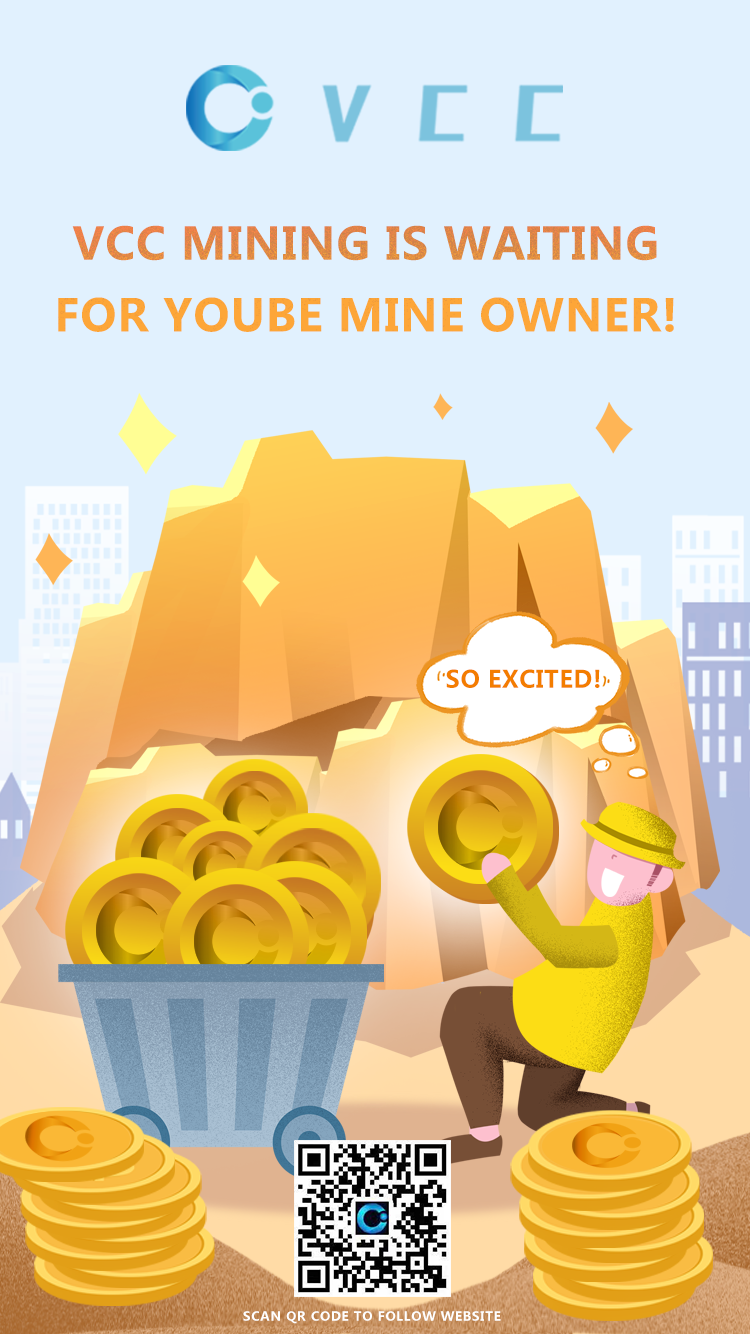 VCC
VCC MINING IS WAITING
FOR YOUBE MINE OWNER!
SO EXCITED!
SCAN QR CODE TO FOLLOW WEBSITE